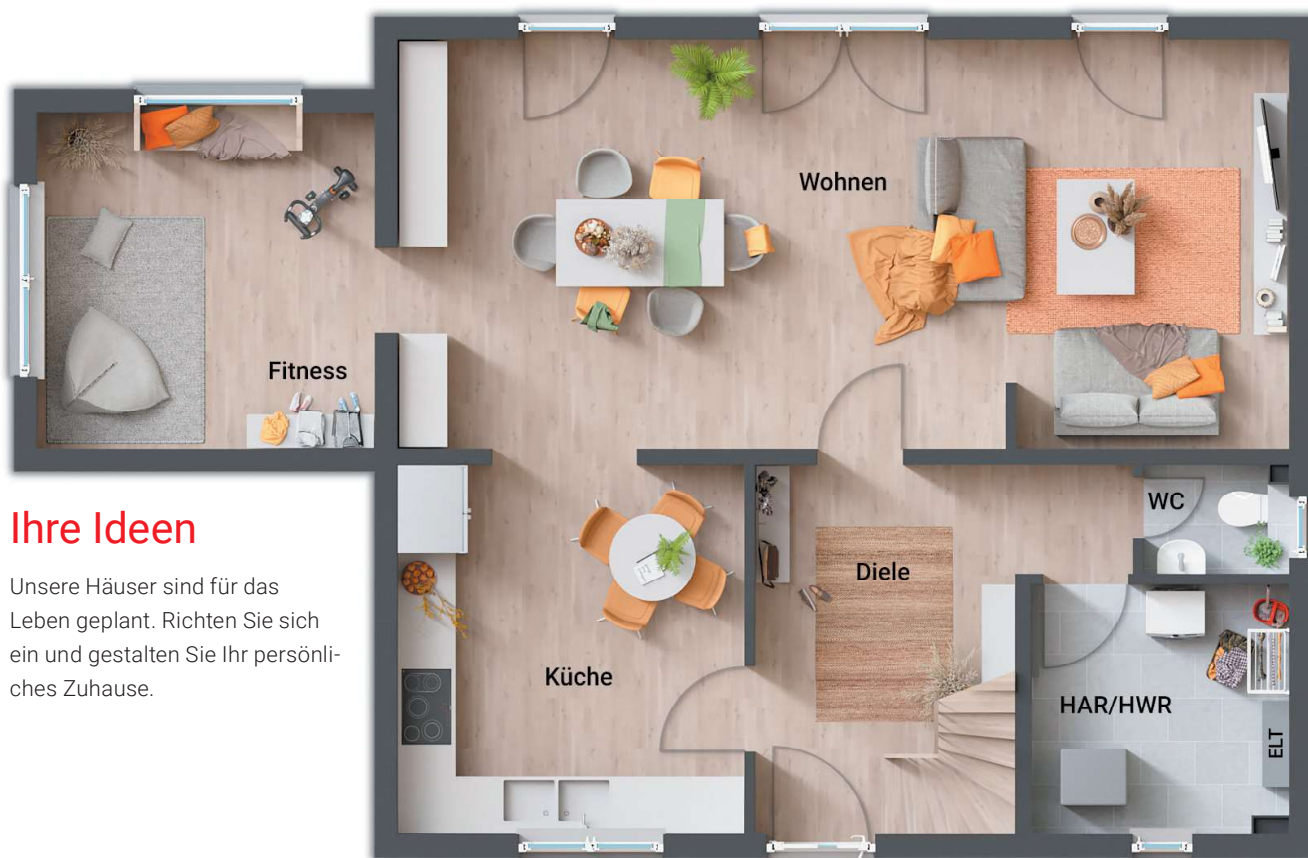 Wohnen
Fitness
Ihre Ideen
Unsere Häuser sind für das
Leben geplant. Richten Sie sich
ein und gestalten Sie Ihr persönli-
ches Zuhause.
WC
Diele
Küche
HAR/HWR
ELT